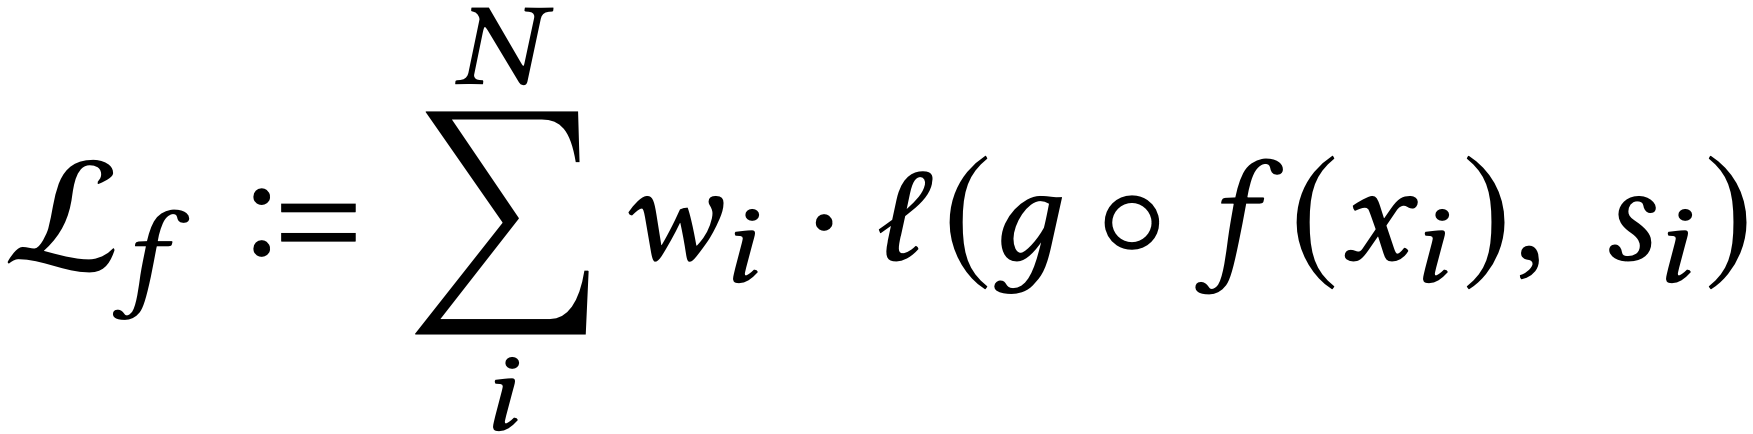 ℒ_f := ∑_i^N w_i · ℓ(g ∘ f(x_i), s_i)